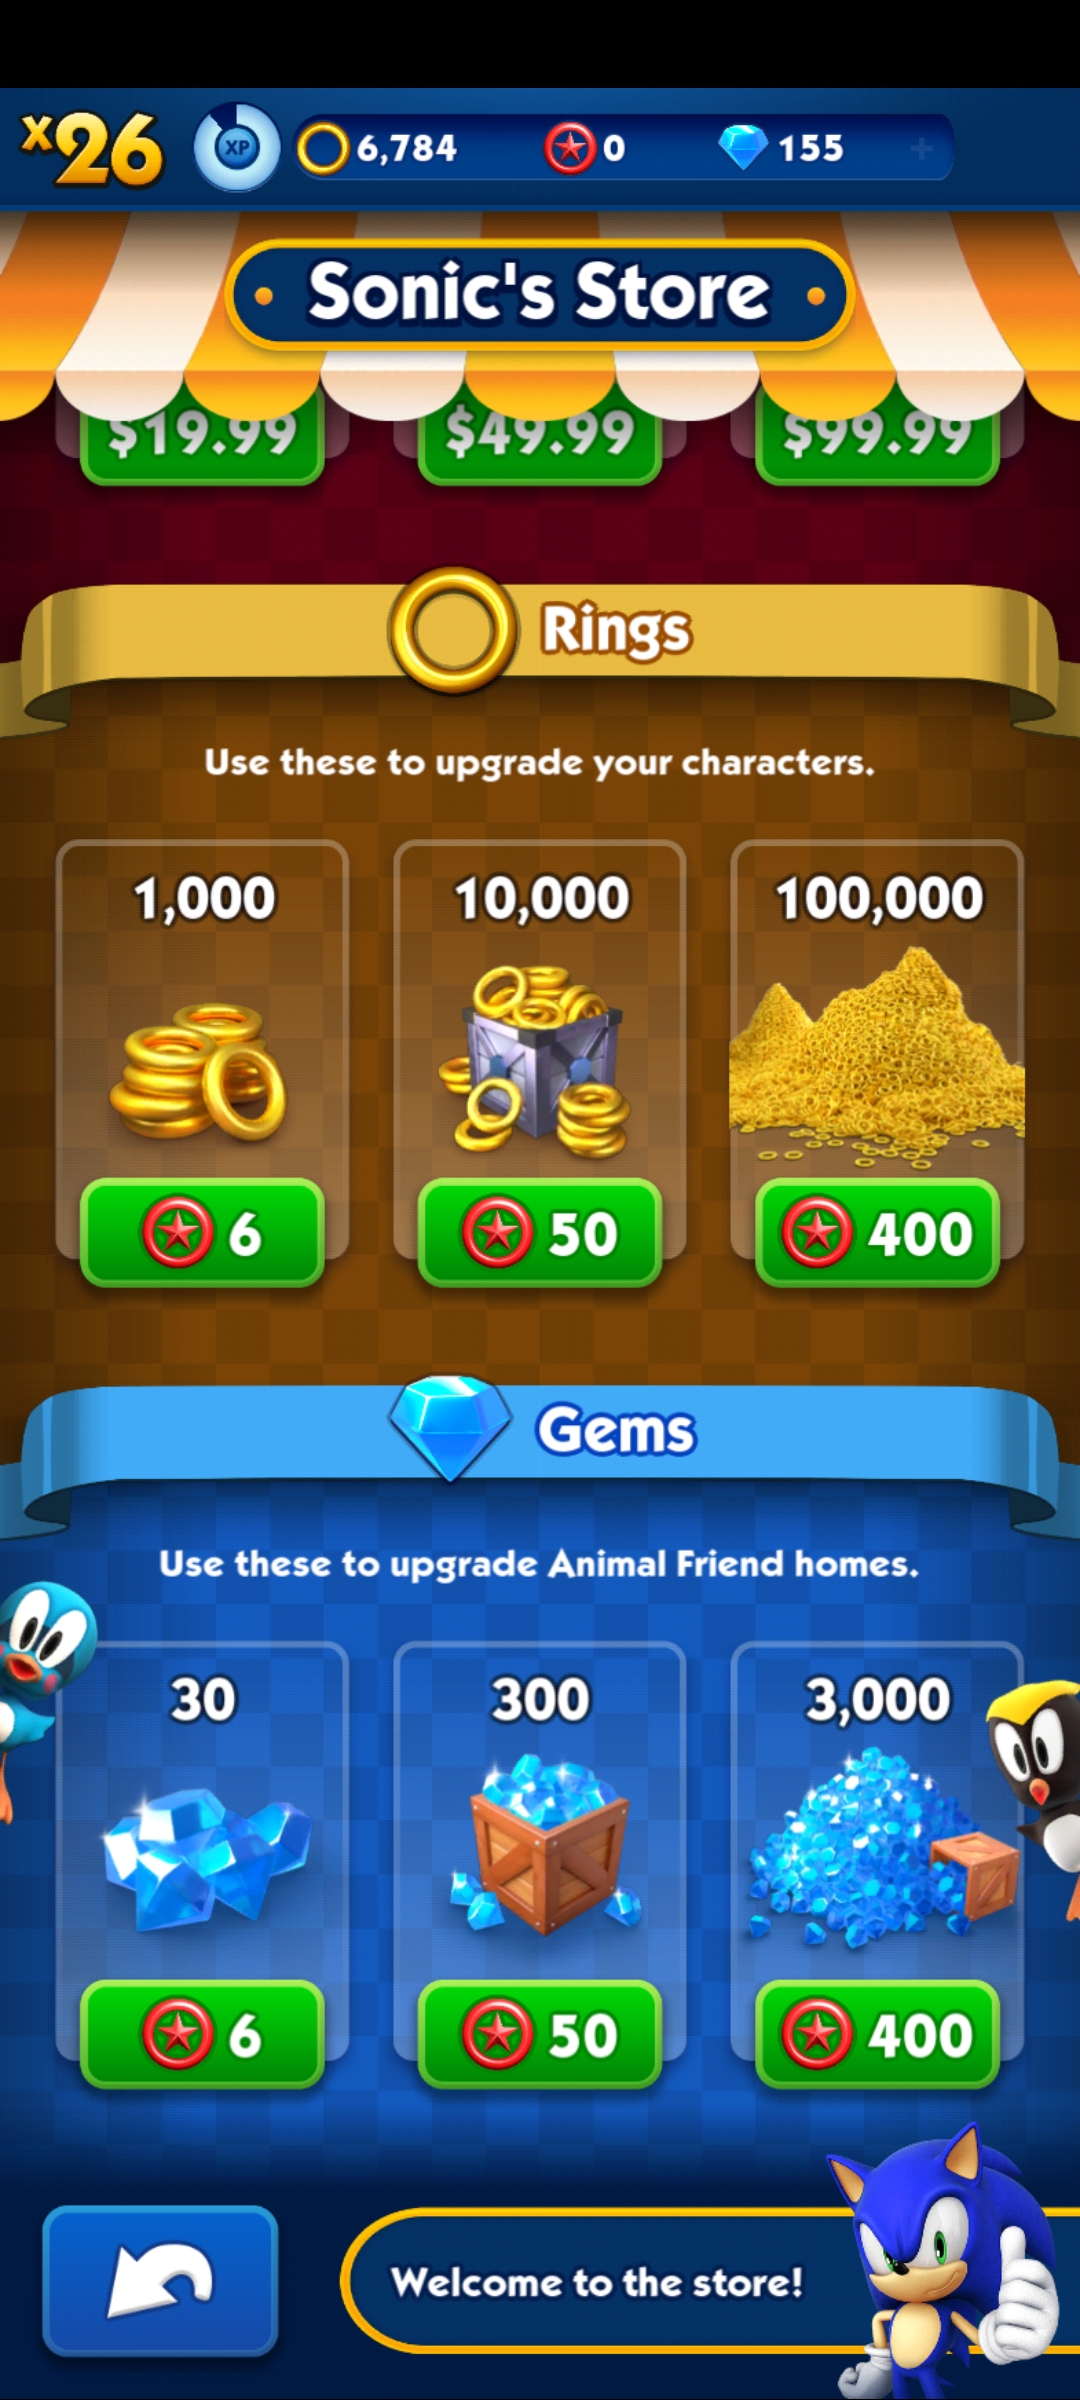 x26
XP
6,784
0
155
Sonic's Store
$19.99
$49.99
$99.99
Rings
Use these to upgrade your characters.
1,000
10,000
100,000
6
50
400
Gems
Use these to upgrade Animal Friend homes.
30
300
3,000
6
50
400
Welcome to the store!